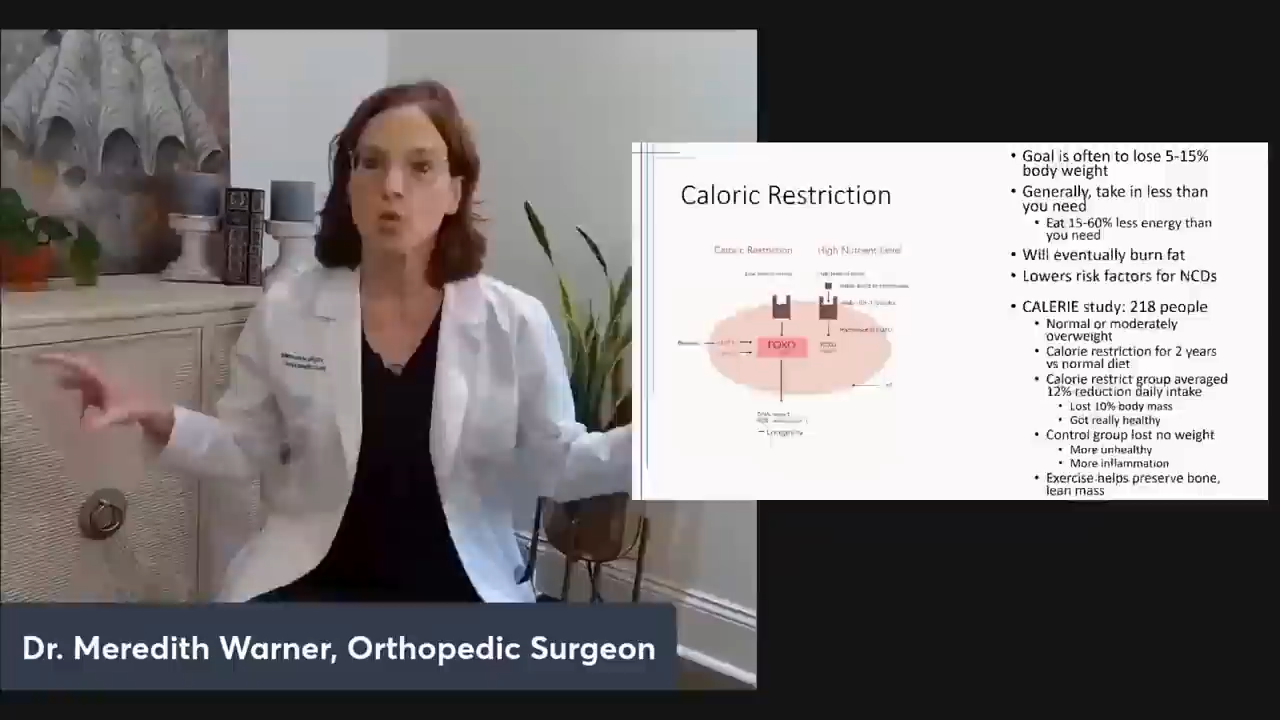 Caloric Restriction
Caloric Restriction
High Nutrient Level
FOXO
FOXO
Longevity
Goal is often to lose 5-15%
body weight
Generally, take in less than
you need
Eat 15-60% less energy than
you need
Will eventually burn fat
Lowers risk factors for NCDs
CALERIE study: 218 people
Normal or moderately
overweight
Calorie restriction for 2 years
vs normal diet
Calorie restrict group averaged
12% reduction daily intake
Lost 10% body mass
Got really healthy
Control group lost no weight
More unhealthy
More inflammation
Exercise helps preserve bone,
lean mass
Dr. Meredith Warner, Orthopedic Surgeon